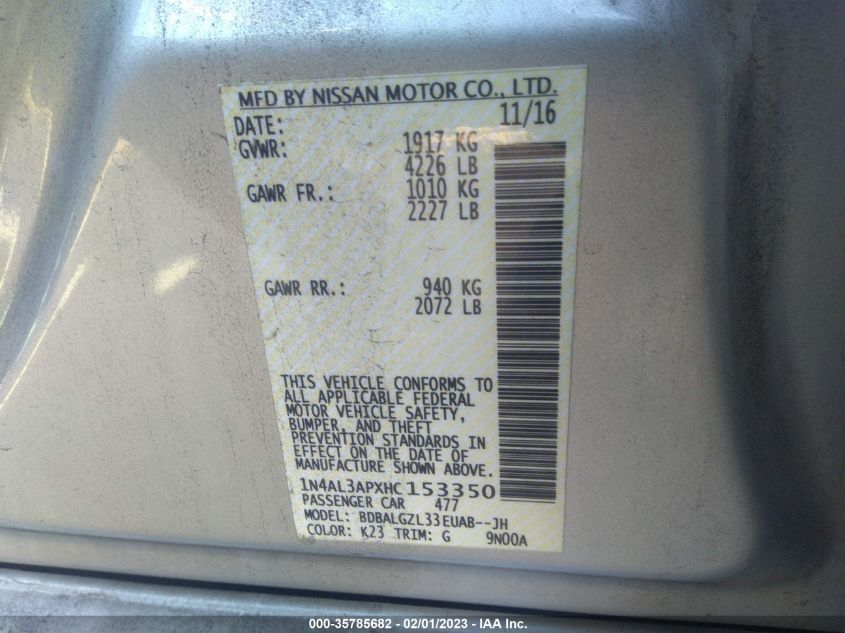 MFD BY NISSAN MOTOR CO., LTD.
DATE: 11/16
GVWR: 1917 KG
4226 LB
GAWR FR.: 1010 KG
2227 LB
GAWR RR.: 940 KG
2072 LB
THIS VEHICLE CONFORMS TO
ALL APPLICABLE FEDERAL
MOTOR VEHICLE SAFETY,
BUMPER, AND THEFT
PREVENTION STANDARDS IN
EFFECT ON THE DATE OF
MANUFACTURE SHOWN ABOVE.
1N4AL3APXHC153350
PASSENGER CAR 477
MODEL: BDBALGZL33EUAB--JH
COLOR: K23 TRIM: G 9N00A
000-35785682 - 02/01/2023 - IAA Inc.